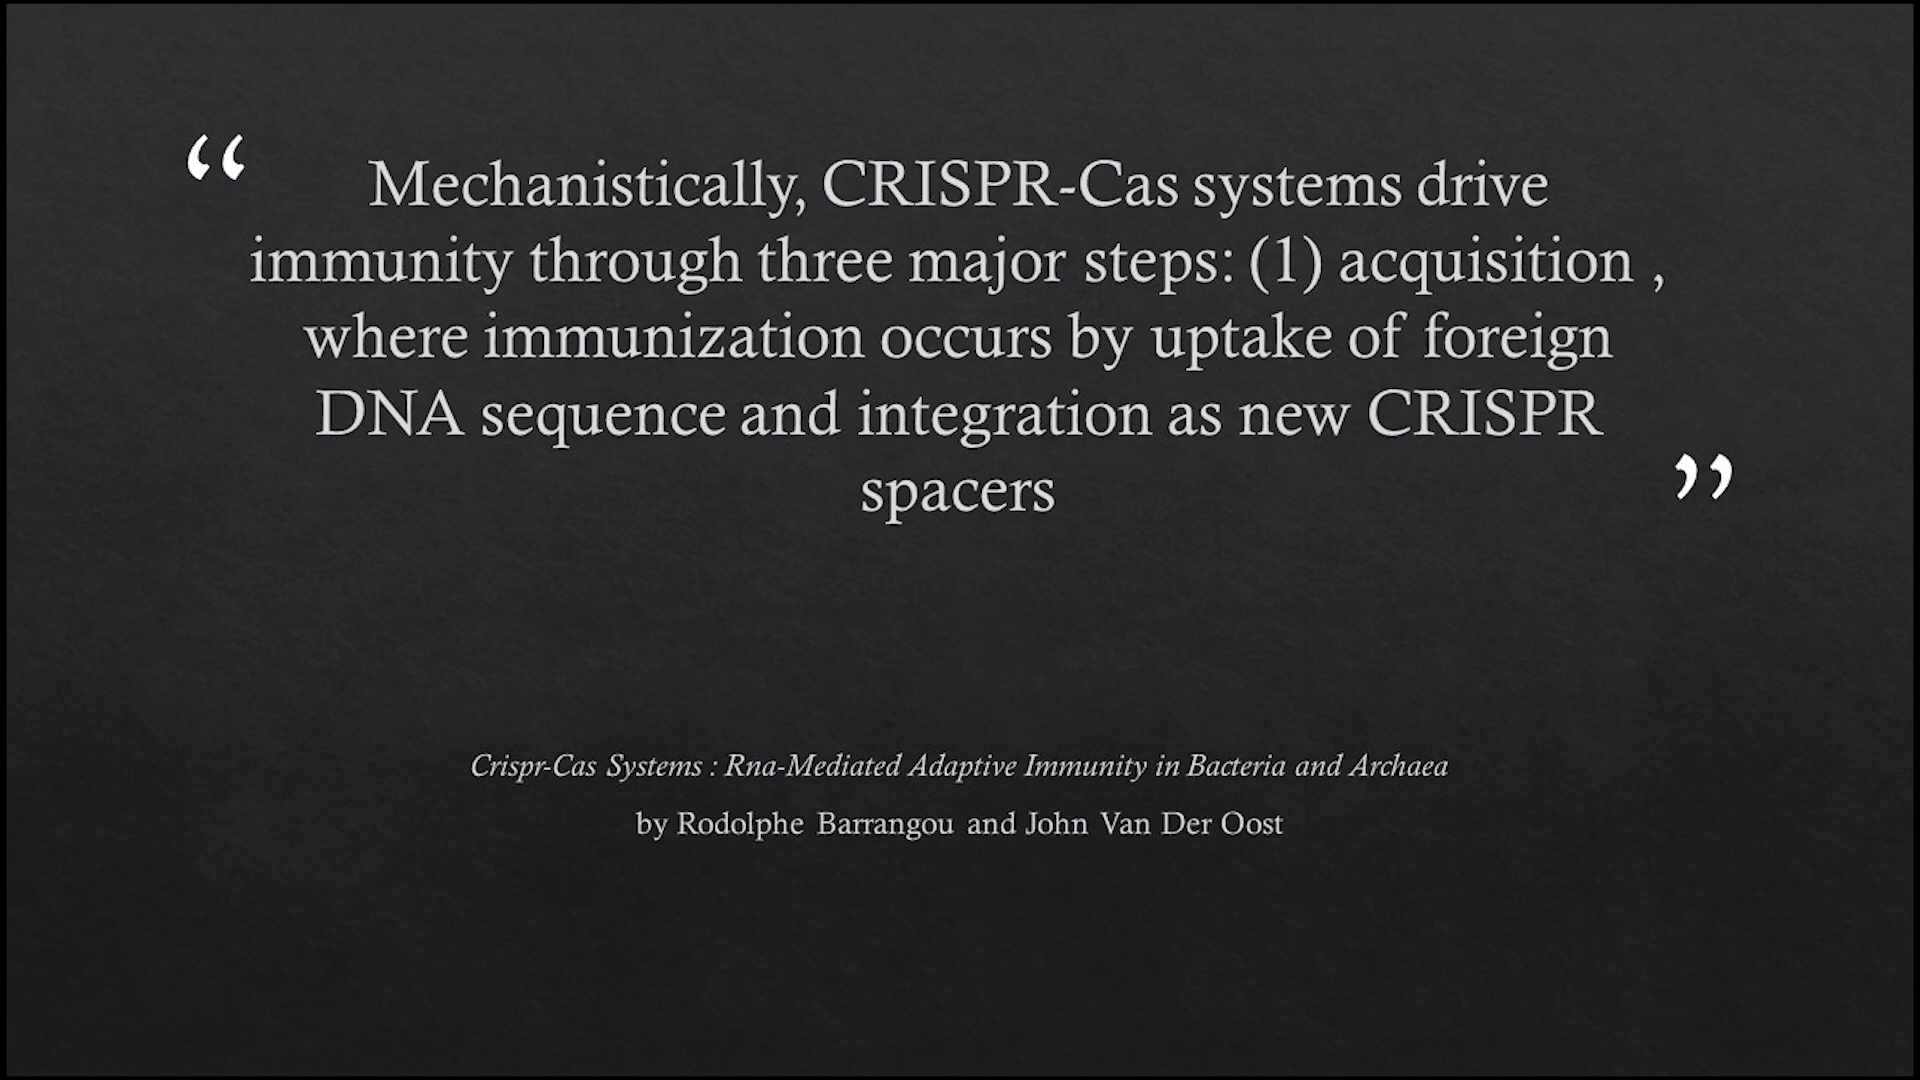 “ Mechanistically, CRISPR-Cas systems drive
immunity through three major steps: (1) acquisition ,
where immunization occurs by uptake of foreign
DNA sequence and integration as new CRISPR
spacers ”
Crispr-Cas Systems : Rna-Mediated Adaptive Immunity in Bacteria and Archaea
by Rodolphe Barrangou and John Van Der Oost